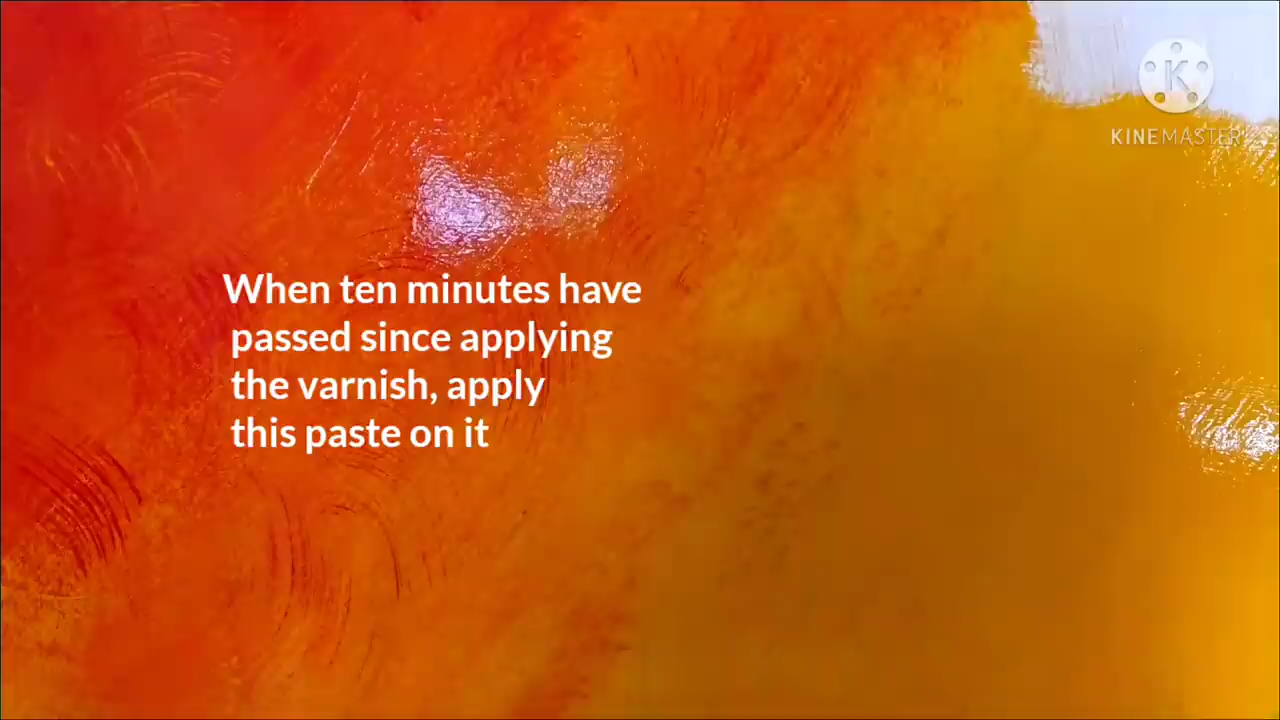 K
KINEMASTER
When ten minutes have
passed since applying
the varnish, apply
this paste on it